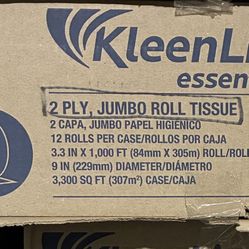 KleenLi
essen
2 PLY, JUMBO ROLL TISSUE
2 CAPA, JUMBO PAPEL HIGIENICO
12 ROLLS PER CASE/ROLLOS POR CAJA
3.3 IN X 1,000 FT (84mm X 305m) ROLL/ROLL
9 IN (229mm) DIAMETER/DIÁMETRO
3,300 SQ FT (307m²) CASE/CAJA